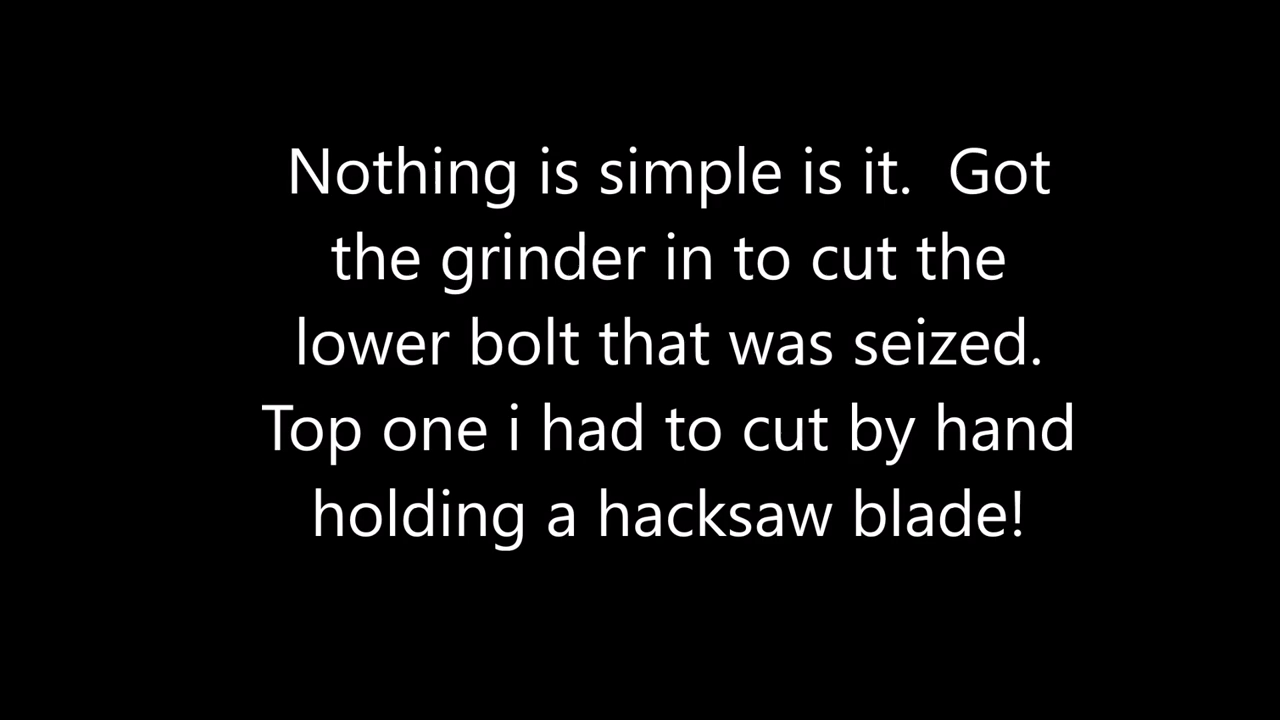 Nothing is simple is it.  Got
the grinder in to cut the
lower bolt that was seized.
Top one i had to cut by hand
holding a hacksaw blade!